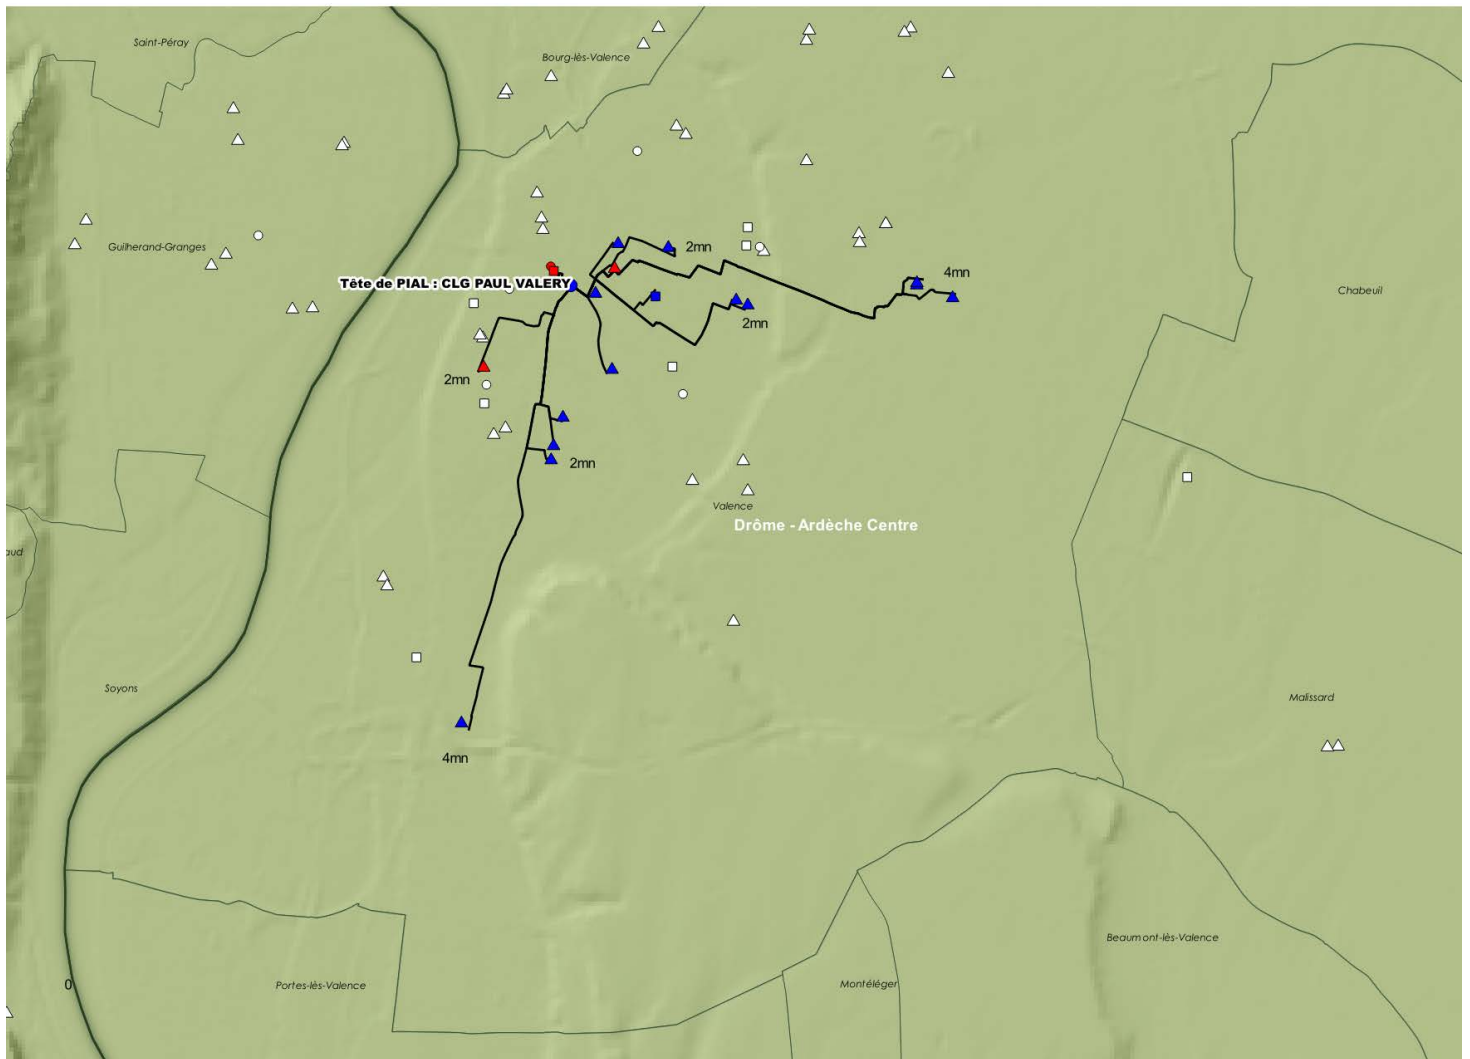 Saint-Péray
Bourg-lès-Valence
Guilherand-Granges
2mn
4mn
Tête de PIAL : CLG PAUL VALERY
Chabeuil
2mn
2mn
2mn
Valence
Drôme - Ardèche Centre
aud
Soyons
Malissard
4mn
Beaumont-lès-Valence
0
Portes-lès-Valence
Montéléger